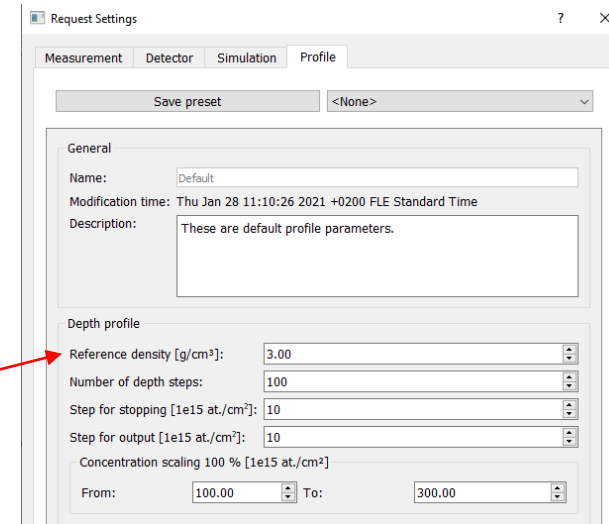 Request Settings ? ×
Measurement Detector Simulation Profile
Save preset <None>
General
Name: Default
Modification time: Thu Jan 28 11:10:26 2021 +0200 FLE Standard Time
Description: These are default profile parameters.
Depth profile
Reference density [g/cm³]: 3.00
Number of depth steps: 100
Step for stopping [1e15 at./cm²]: 10
Step for output [1e15 at./cm²]: 10
Concentration scaling 100 % [1e15 at./cm²]
From: 100.00 To: 300.00